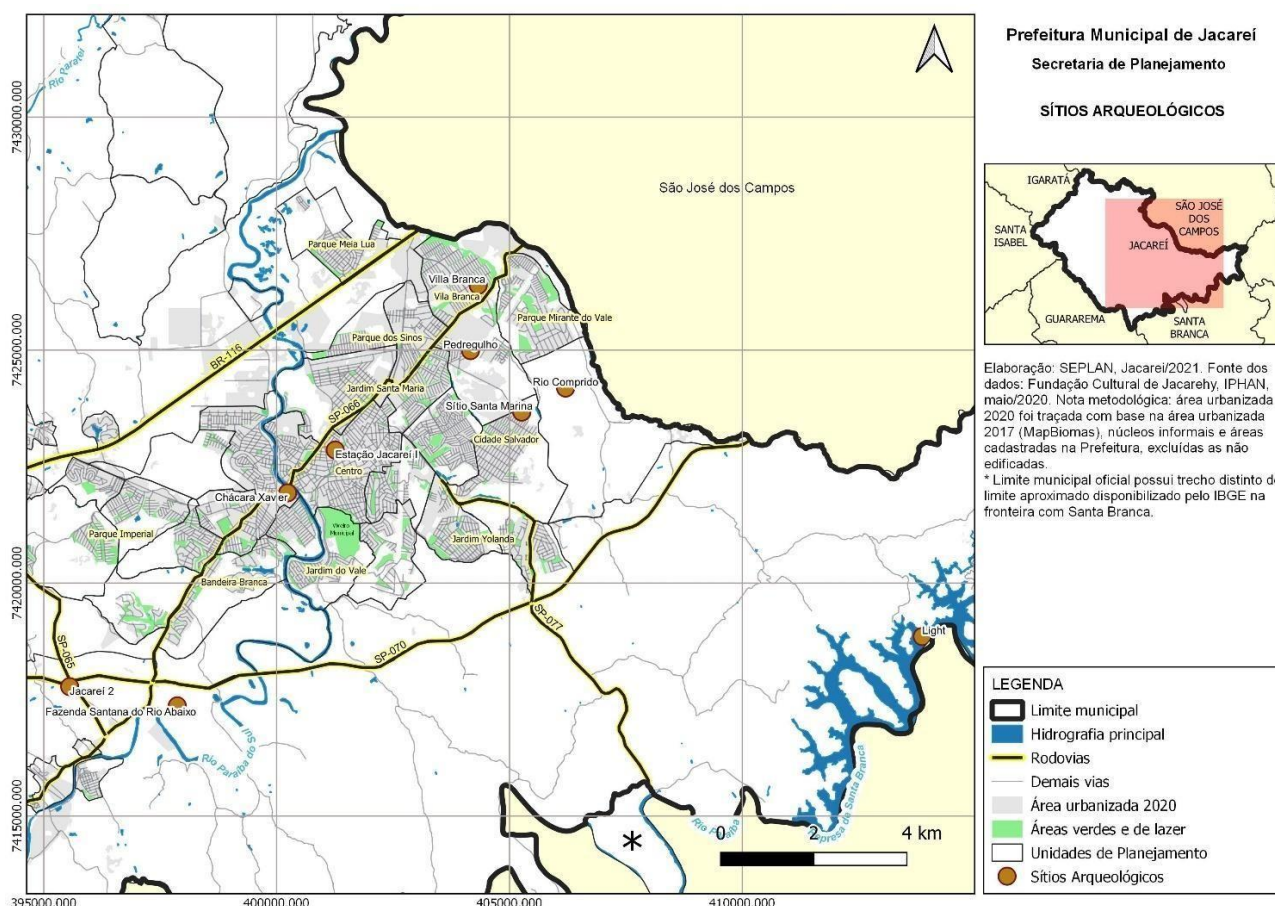 Prefeitura Municipal de Jacareí
Secretaria de Planejamento
SÍTIOS ARQUEOLÓGICOS
IGARATÁ
SÃO JOSÉ
DOS
CAMPOS
SANTA
ISABEL
JACAREÍ
GUARAREMA
SANTA
BRANCA
Elaboração: SEPLAN, Jacareí/2021. Fonte dos
dados: Fundação Cultural de Jacarehy, IPHAN,
maio/2020. Nota metodológica: área urbanizada
2020 foi traçada com base na área urbanizada
2017 (MapBiomas), núcleos informais e áreas
cadastradas na Prefeitura, excluídas as não
edificadas.
* Limite municipal oficial possui trecho distinto do
limite aproximado disponibilizado pelo IBGE na
fronteira com Santa Branca.
LEGENDA
Limite municipal
Hidrografia principal
Rodovias
Demais vias
Área urbanizada 2020
Áreas verdes e de lazer
Unidades de Planejamento
Sítios Arqueológicos
Rio Parateí
São José dos Campos
Parque Meia Lua
Villa Branca
Vila Branca
Parque Mirante do Vale
BR-116
Parque dos Sinos
Pedregulho
Jardim Santa Maria
Rio Comprido
SP-066
Sítio Santa Marina
Cidade Salvador
Estação Jacareí I
Centro
Chácara Xavier
Parque Imperial
Viveiro
Municipal
Jardim Yolanda
Bandeira Branca
Jardim do Vale
SP-065
SP-070
SP-077
Light
Jacareí 2
Fazenda Santana do Rio Abaixo
Rio Paraíba do Sul
Rio Paraíba
presa de Santa Branca
*
0 2 4 km
7430000.000
7425000.000
7420000.000
7415000.000
395000.000
400000.000
405000.000
410000.000